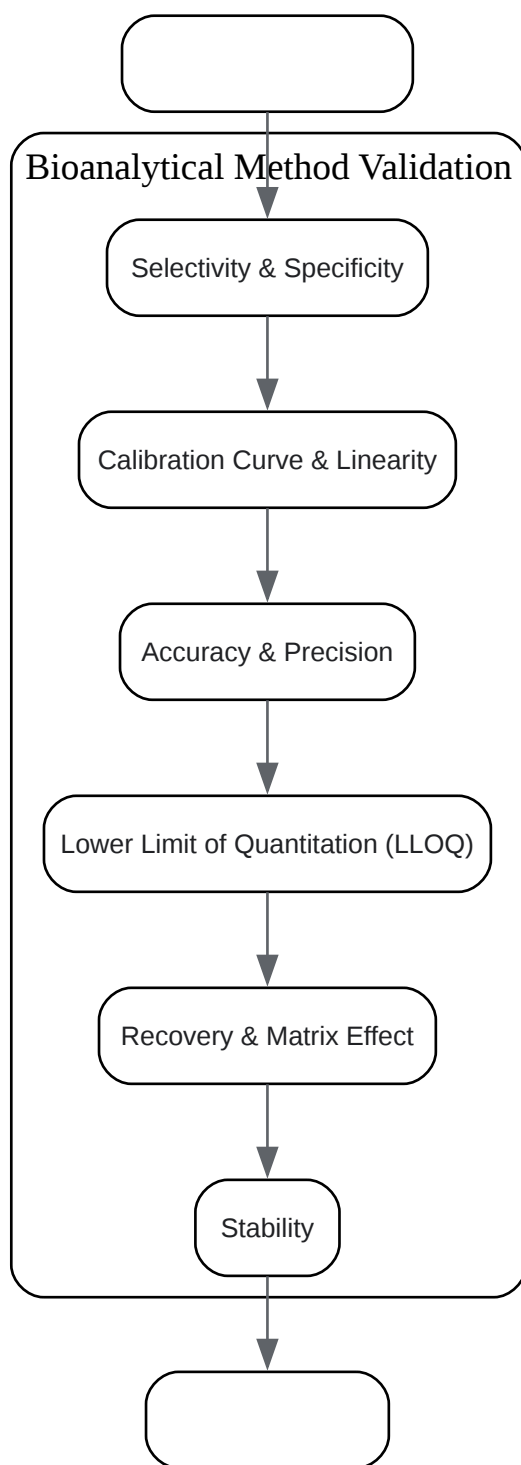 Bioanalytical Method Validation
Selectivity & Specificity
Calibration Curve & Linearity
Accuracy & Precision
Lower Limit of Quantitation (LLOQ)
Recovery & Matrix Effect
Stability